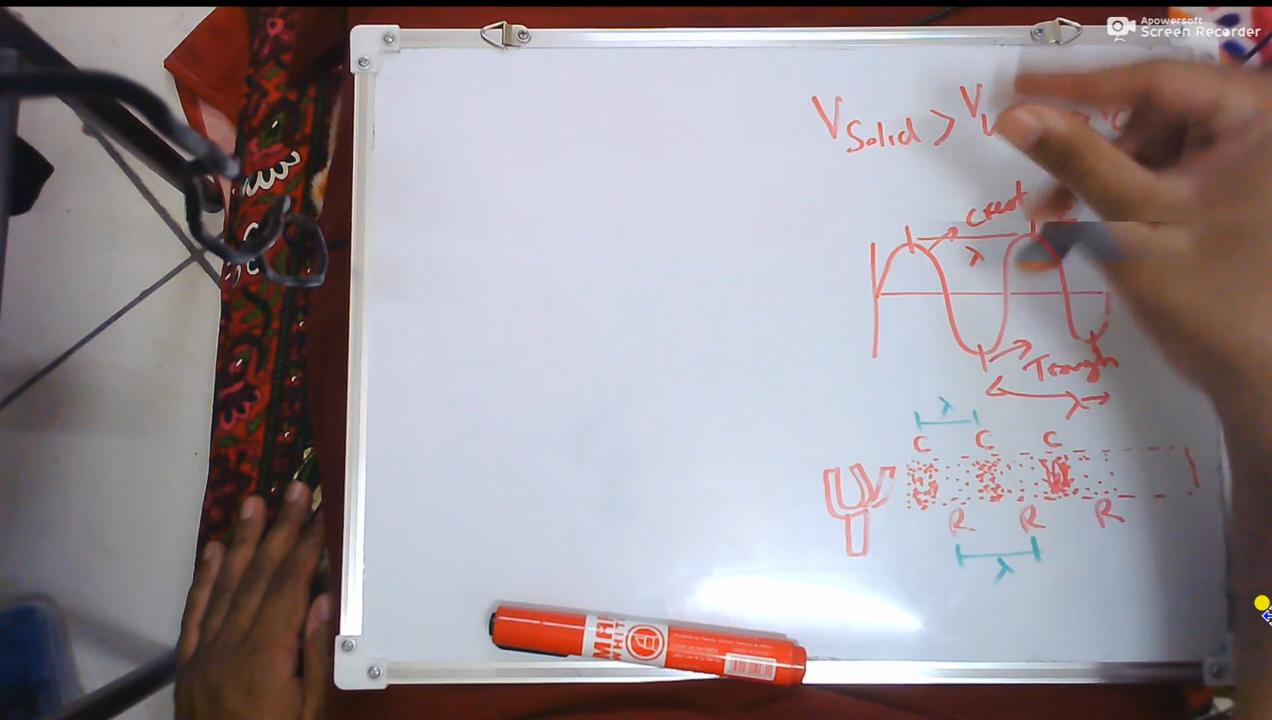 Apowersoft
Screen Recorder
V Solid > V
Crest
λ
Trough
λ
λ
C C C
R R R
λ